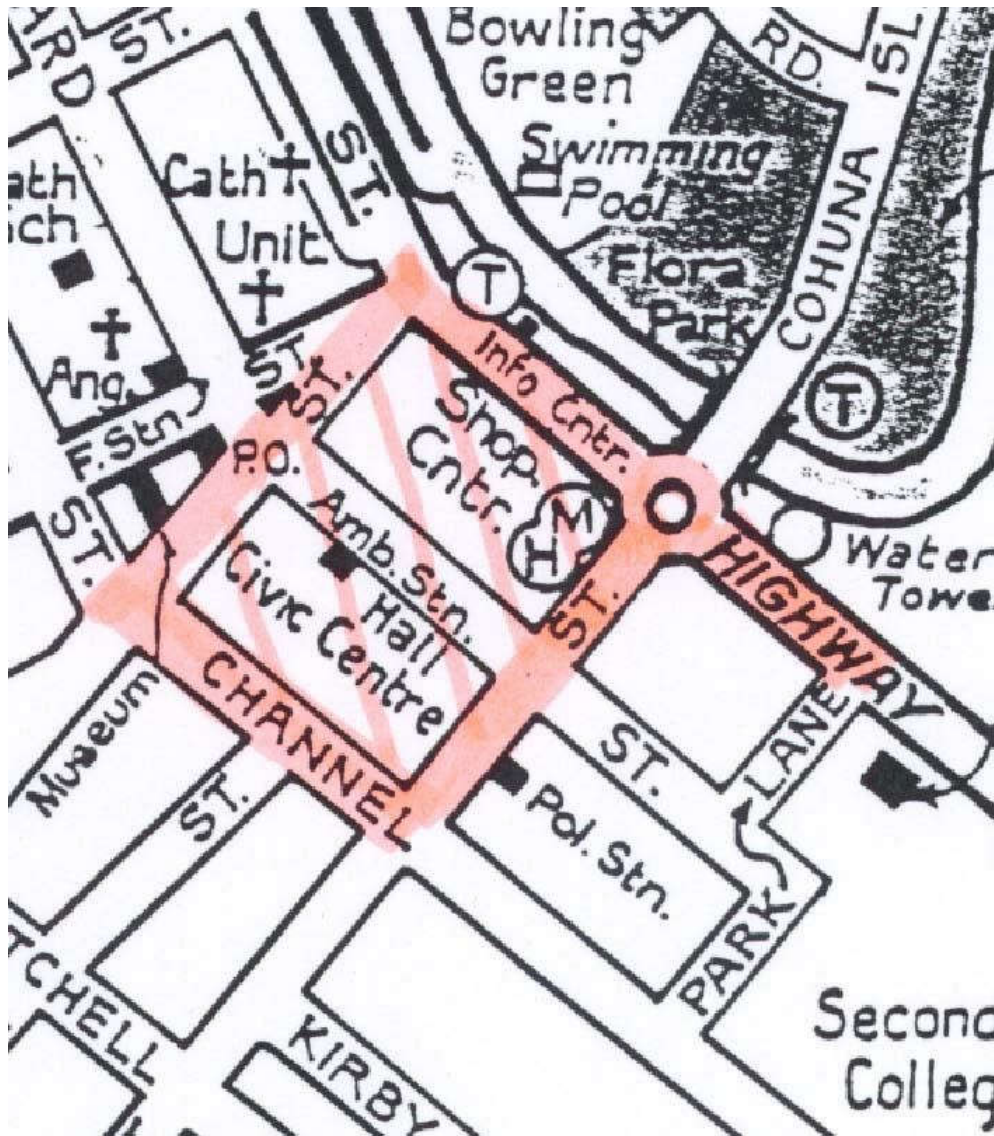 ST.
ARD
Bowling
Green
RD.
COHUNA ISL
Swimming
Pool
ST.
ath
ch
Cath
Unit
Flora
Park
T
T
Ang.
F. Stn
ST.
ST.
Info Cntr.
Shop.
Cntr.
M
H
P.O.
ST.
Amb. Stn.
Hall
Civic Centre
ST.
HIGHWAY
Water
Towe
CHANNEL
Museum
ST.
ST.
LANE
Pol. Stn.
PARK
TCHELL
KIRBY
Second
Colleg